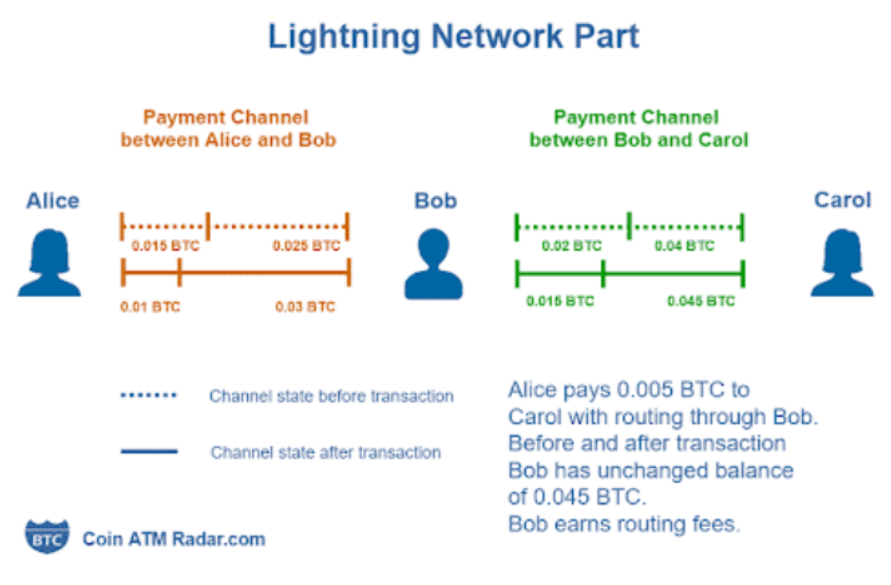 Lightning Network Part
Payment Channel
between Alice and Bob
Payment Channel
between Bob and Carol
Alice
Bob
Carol
0.015 BTC
0.025 BTC
0.02 BTC
0.04 BTC
0.01 BTC
0.03 BTC
0.015 BTC
0.045 BTC
Channel state before transaction
Channel state after transaction
Alice pays 0.005 BTC to
Carol with routing through Bob.
Before and after transaction
Bob has unchanged balance
of 0.045 BTC.
Bob earns routing fees.
BTC
Coin ATM Radar.com